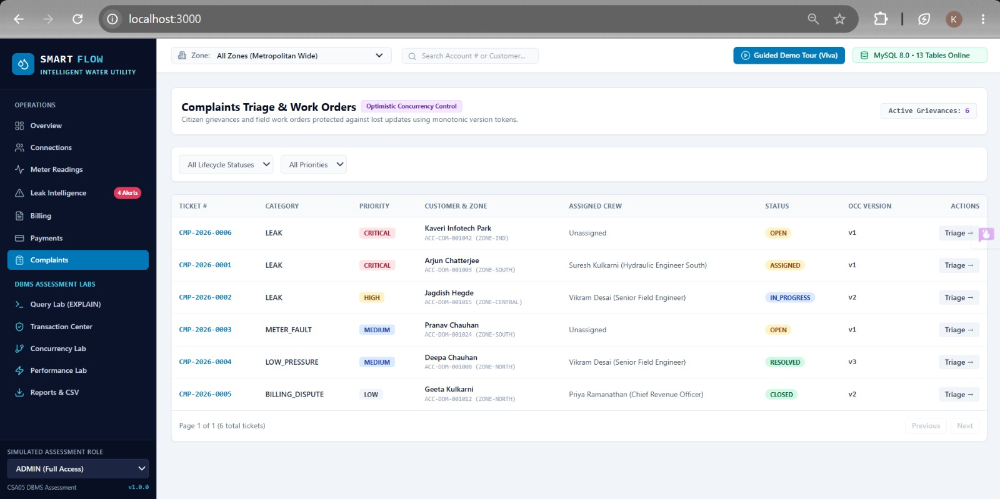 localhost:3000
K
SMART FLOW
INTELLIGENT WATER UTILITY
OPERATIONS
Overview
Connections
Meter Readings
Leak Intelligence 4 Alerts
Billing
Payments
Complaints
DBMS ASSESSMENT LABS
Query Lab (EXPLAIN)
Transaction Center
Concurrency Lab
Performance Lab
Reports & CSV
SIMULATED ASSESSMENT ROLE
ADMIN (Full Access)
CSA05 DBMS Assessment v1.0.0
Zone: All Zones (Metropolitan Wide)
Search Account # or Customer...
Guided Demo Tour (Viva)
MySQL 8.0 • 13 Tables Online
Complaints Triage & Work Orders Optimistic Concurrency Control
Citizen grievances and field work orders protected against lost updates using monotonic version tokens.
Active Grievances: 6
All Lifecycle Statuses All Priorities
TICKET # CATEGORY PRIORITY CUSTOMER & ZONE ASSIGNED CREW STATUS OCC VERSION ACTIONS
CMP-2026-0006 LEAK CRITICAL Kaveri Infotech Park Unassigned OPEN v1 Triage →
ACC-COM-001042 (ZONE-IND)
CMP-2026-0001 LEAK CRITICAL Arjun Chatterjee Suresh Kulkarni (Hydraulic Engineer South) ASSIGNED v1 Triage →
ACC-DOM-001003 (ZONE-SOUTH)
CMP-2026-0002 LEAK HIGH Jagdish Hegde Vikram Desai (Senior Field Engineer) IN_PROGRESS v2 Triage →
ACC-DOM-001015 (ZONE-CENTRAL)
CMP-2026-0003 METER_FAULT MEDIUM Pranav Chauhan Unassigned OPEN v1 Triage →
ACC-DOM-001024 (ZONE-SOUTH)
CMP-2026-0004 LOW_PRESSURE MEDIUM Deepa Chauhan Vikram Desai (Senior Field Engineer) RESOLVED v3 Triage →
ACC-DOM-001008 (ZONE-NORTH)
CMP-2026-0005 BILLING_DISPUTE LOW Geeta Kulkarni Priya Ramanathan (Chief Revenue Officer) CLOSED v2 Triage →
ACC-DOM-001012 (ZONE-NORTH)
Page 1 of 1 (6 total tickets)
Previous Next